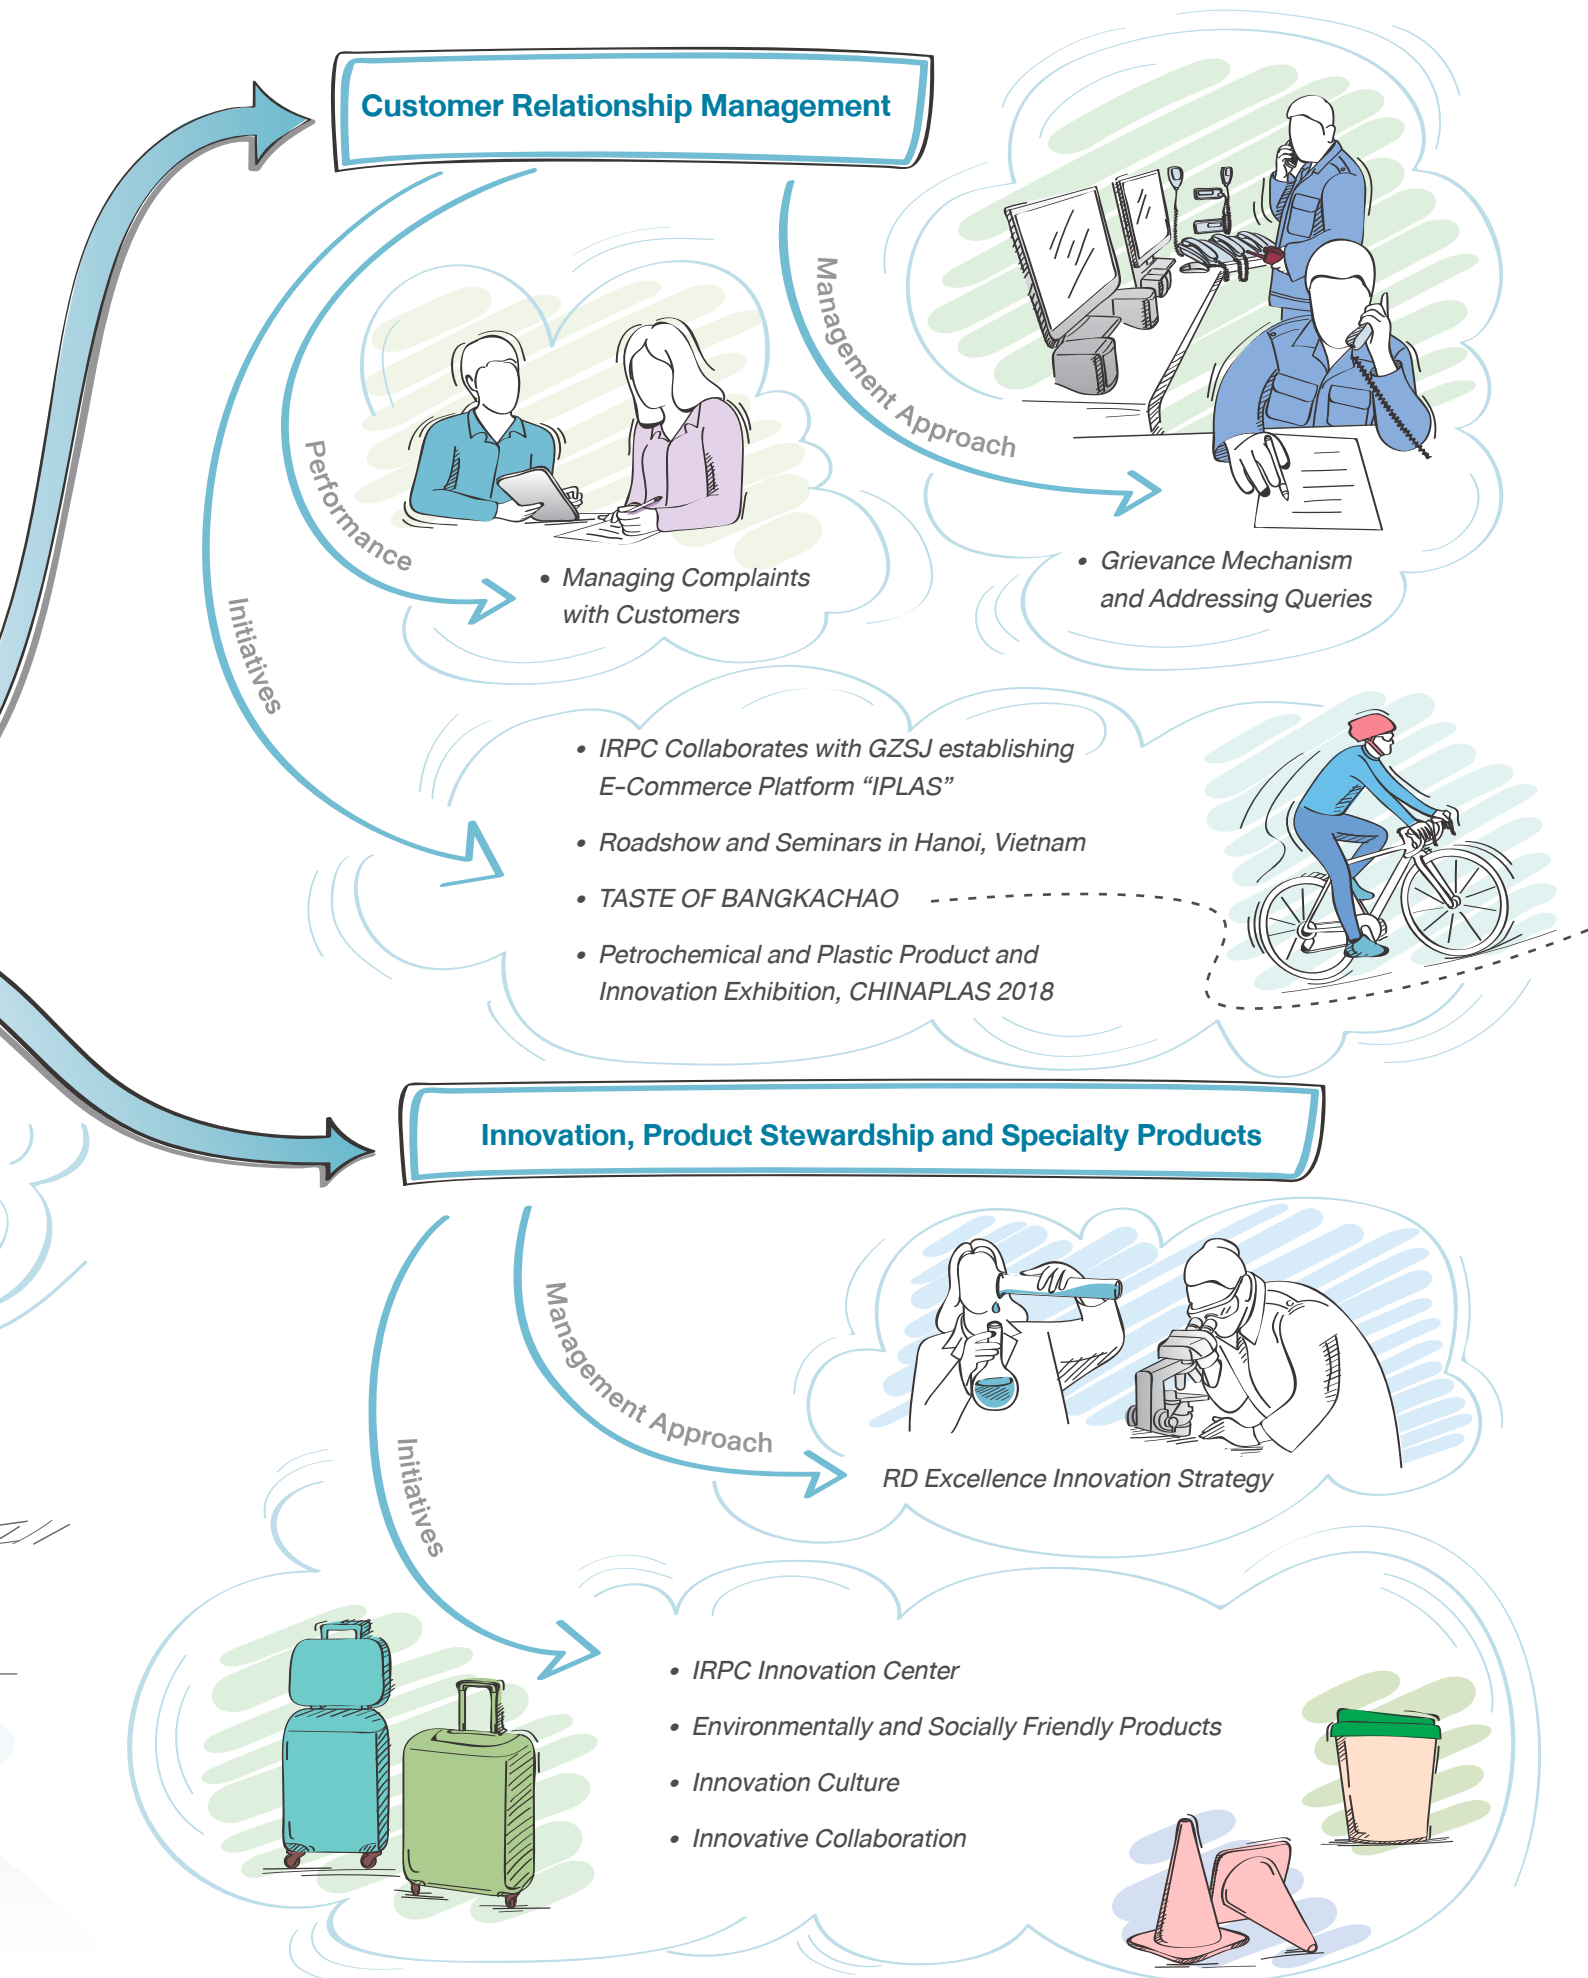 Customer Relationship Management
Management Approach
Performance
Initiatives
• Grievance Mechanism
and Addressing Queries
• Managing Complaints
with Customers
• IRPC Collaborates with GZSJ establishing
E-Commerce Platform “IPLAS”
• Roadshow and Seminars in Hanoi, Vietnam
• TASTE OF BANGKACHAO
• Petrochemical and Plastic Product and
Innovation Exhibition, CHINAPLAS 2018
Innovation, Product Stewardship and Specialty Products
Management Approach
Initiatives
RD Excellence Innovation Strategy
• IRPC Innovation Center
• Environmentally and Socially Friendly Products
• Innovation Culture
• Innovative Collaboration